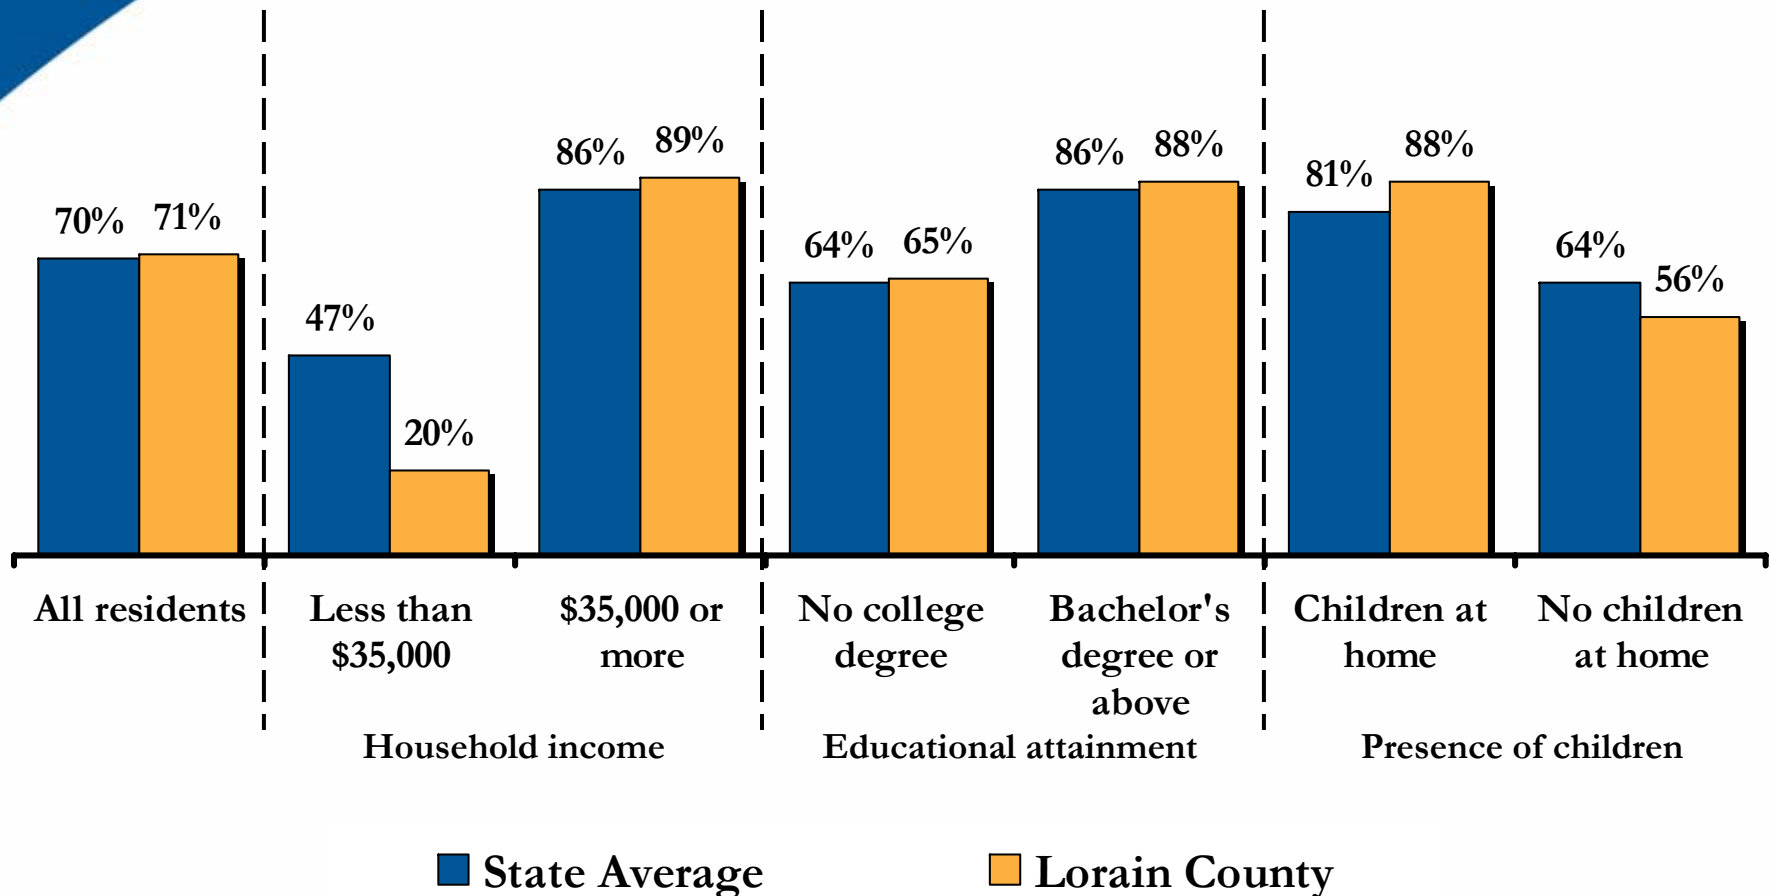 70% 71%
47% 20%
86% 89%
64% 65%
86% 88%
81% 88%
64% 56%
All residents
Less than
$35,000
$35,000 or
more
No college
degree
Bachelor's
degree or
above
Children at
home
No children
at home
Household income
Educational attainment
Presence of children
State Average
Lorain County